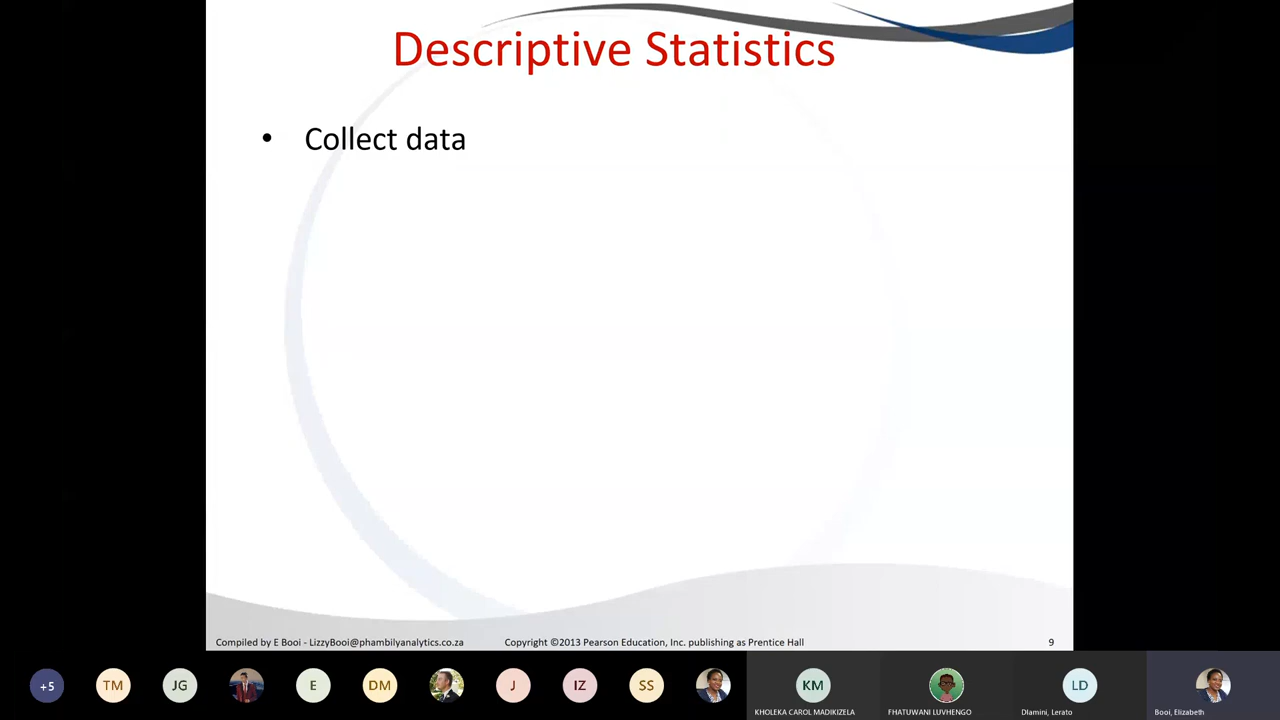 Descriptive Statistics
• Collect data
Compiled by E Booi - LizzyBooi@phambilyanalytics.co.za Copyright ©2013 Pearson Education, Inc. publishing as Prentice Hall 9
+5 TM JG E DM J IZ SS KM LD
KHOLEKA CAROL MADIKIZELA FHATUWANI LUVHENGO Dlamini, Lerato Booi, Elizabeth